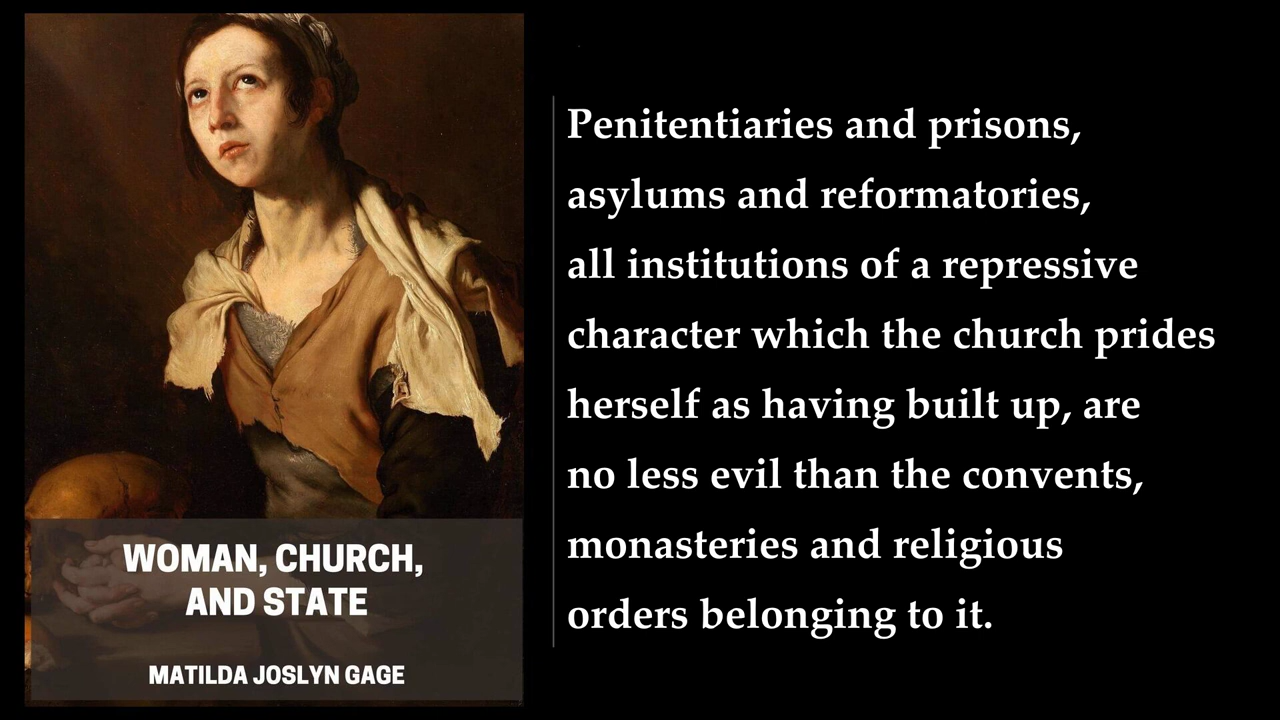 WOMAN, CHURCH,
AND STATE
MATILDA JOSLYN GAGE
Penitentiaries and prisons,
asylums and reformatories,
all institutions of a repressive
character which the church prides
herself as having built up, are
no less evil than the convents,
monasteries and religious
orders belonging to it.